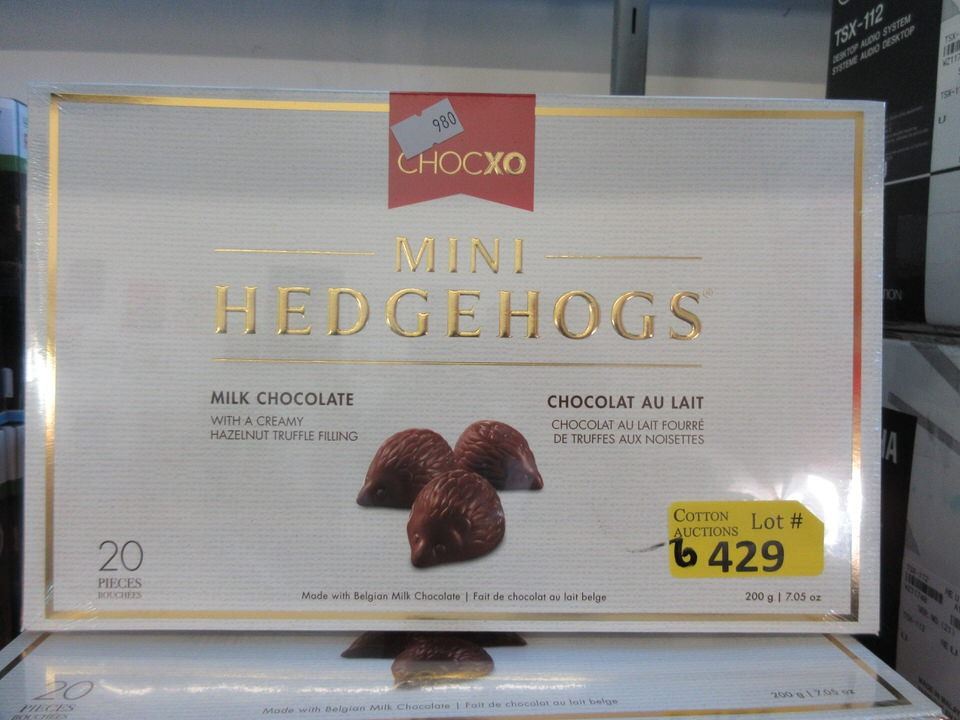 TSX-112
DESKTOP AUDIO SYSTEM
SYSTEME AUDIO DESKTOP
980
CHOCXO
MINI
HEDGEHOGS®
MILK CHOCOLATE
WITH A CREAMY
HAZELNUT TRUFFLE FILLING
CHOCOLAT AU LAIT
CHOCOLAT AU LAIT FOURRÉ
DE TRUFFES AUX NOISETTES
COTTON
AUCTIONS
Lot #
6 429
20
PIECES
BOUCHÉES
Made with Belgian Milk Chocolate | Fait de chocolat au lait belge
200 g | 7.05 oz
20
PIECES
BOUCHÉES
Made with Belgian Milk Chocolate | Fait de chocolat au lait belge
200 g | 7.05 oz